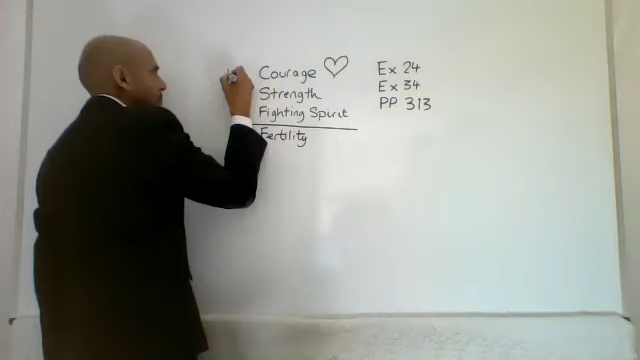 Courage
Strength
Fighting Spirit
Fertility
Ex 24
Ex 34
PP 313